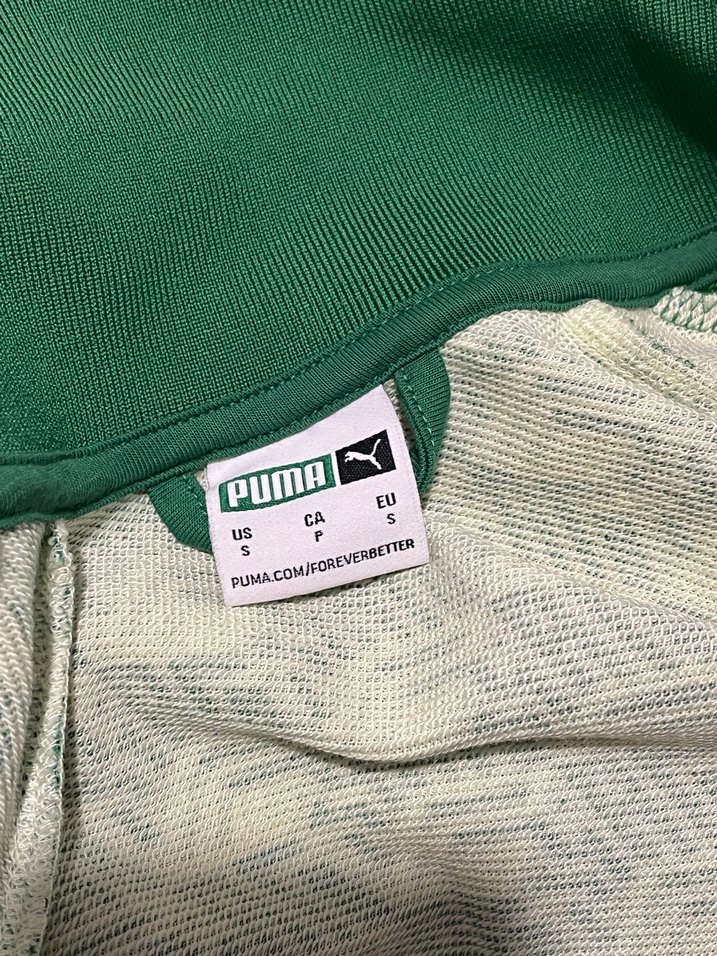 PUMA
US CA EU
S P S
PUMA.COM/FOREVERBETTER